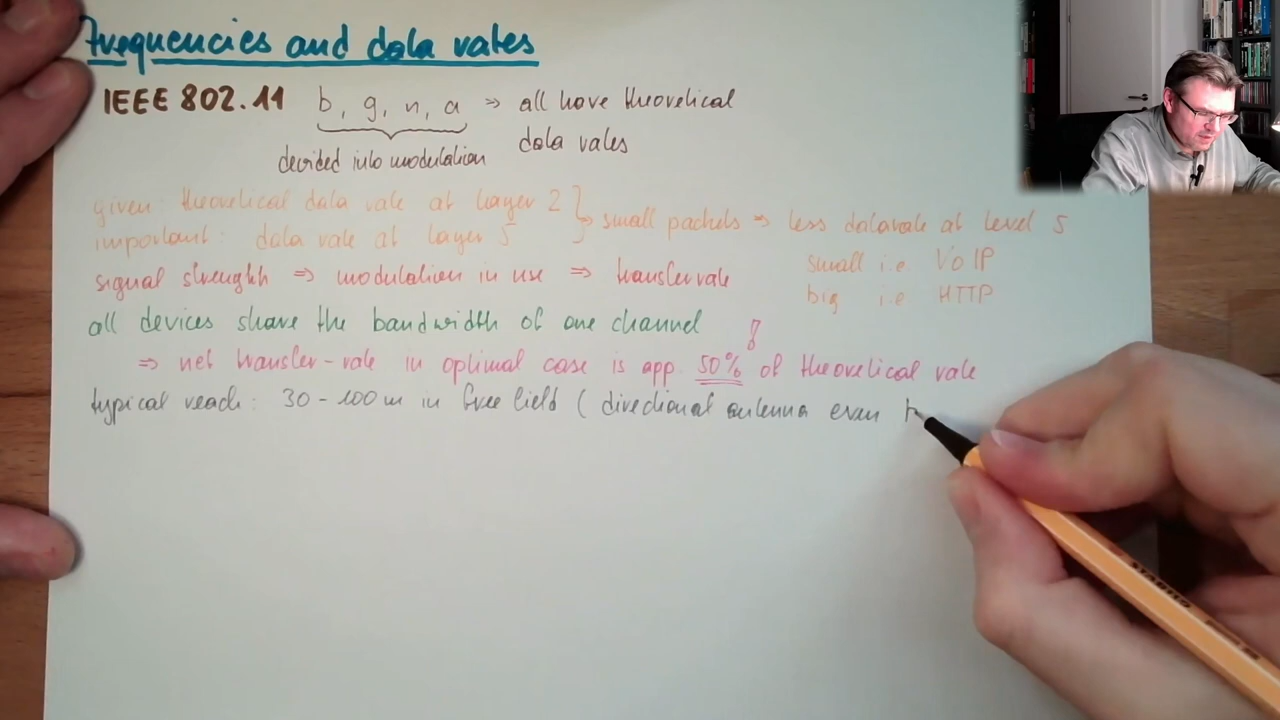 Frequencies and data rates
IEEE 802.11 b, g, n, a => all have theoretical
data rates
devided into modulation
given: theoretical data rate at layer 2
important: data rate at layer 5
small packets => less datarate at level 5
small i.e. VoIP
big i.e. HTTP
signal strength => modulation in use => transferrate
all devices share the bandwidth of one channel
=> net transfer-rate in optimal case is app. 50% of theoretical rate
typical reach: 30-100m in free field ( directional antenna even
STABILO